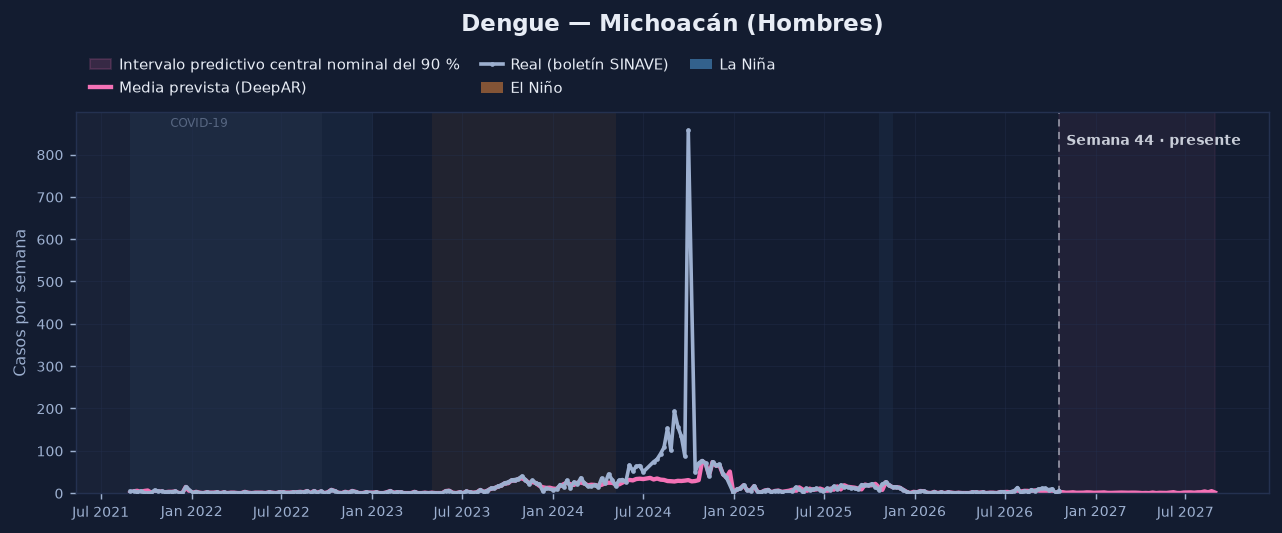 Dengue — Michoacán (Hombres)
Intervalo predictivo central nominal del 90 %
Real (boletín SINAVE)
La Niña
Media prevista (DeepAR)
El Niño
COVID-19
Semana 44 · presente
Casos por semana
800
700
600
500
400
300
200
100
0
Jul 2021
Jan 2022
Jul 2022
Jan 2023
Jul 2023
Jan 2024
Jul 2024
Jan 2025
Jul 2025
Jan 2026
Jul 2026
Jan 2027
Jul 2027